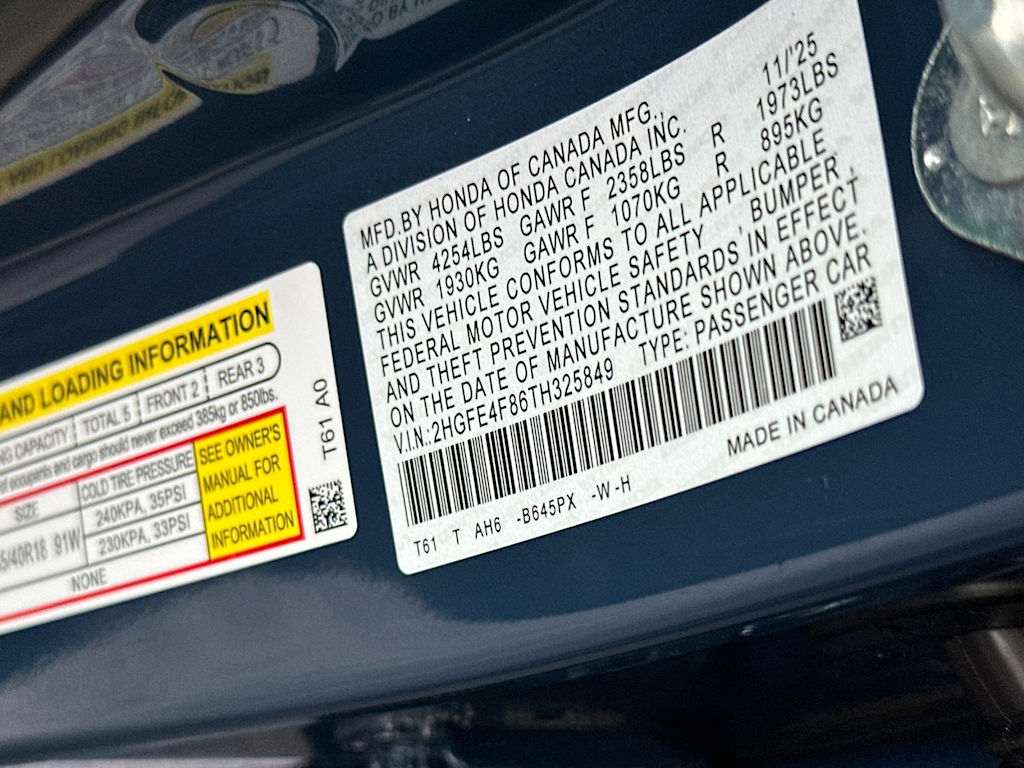 MFD.BY HONDA OF CANADA MFG., 11/'25
A DIVISION OF HONDA CANADA INC.
GVWR 4254LBS GAWR F 2358LBS R 1973LBS
GVWR 1930KG GAWR F 1070KG R 895KG
THIS VEHICLE CONFORMS TO ALL APPLICABLE
FEDERAL MOTOR VEHICLE SAFETY , BUMPER ,
AND THEFT PREVENTION STANDARDS IN EFFECT
ON THE DATE OF MANUFACTURE SHOWN ABOVE.
V.I.N.:2HGFE4F86TH325849 TYPE: PASSENGER CAR
MADE IN CANADA
T61 T AH6 -B645PX -W-H
AND LOADING INFORMATION
CAPACITY TOTAL 5 FRONT 2 REAR 3
of occupants and cargo should never exceed 385kg or 850lbs.
SIZE COLD TIRE PRESSURE
5/40R18 91W 240KPA, 35PSI
230KPA, 33PSI
NONE
SEE OWNER'S
MANUAL FOR
ADDITIONAL
INFORMATION
T61 A0